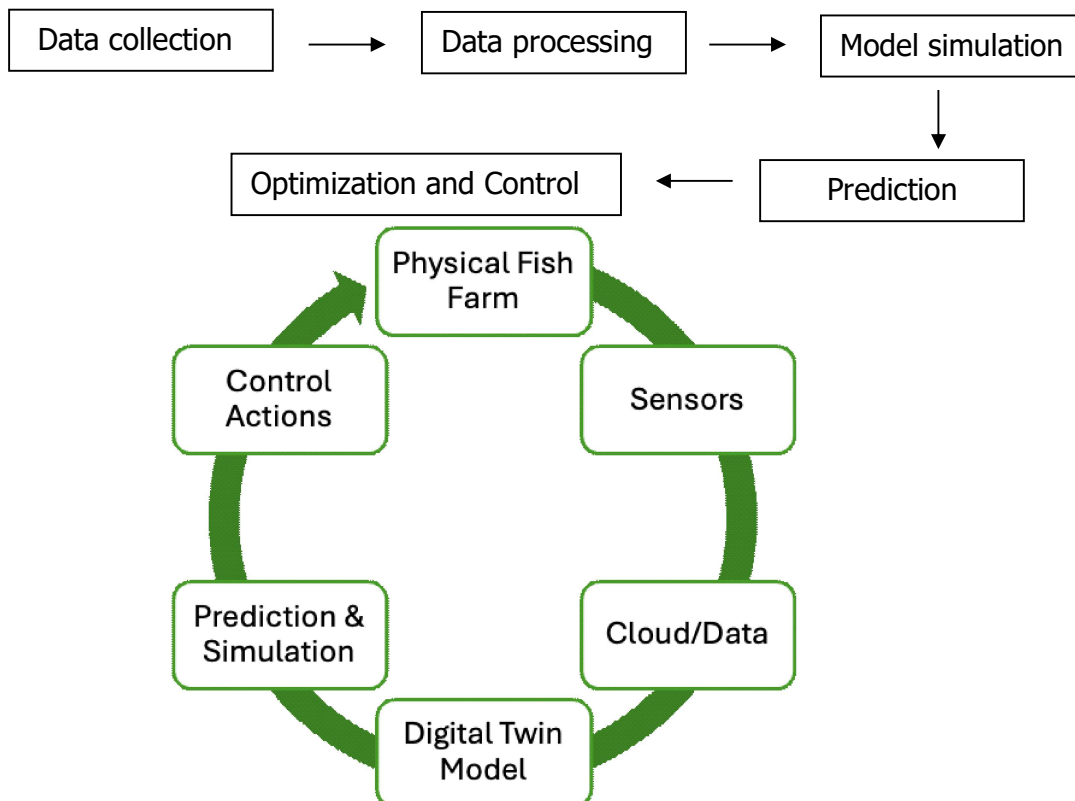 Data collection
Data processing
Model simulation
Optimization and Control
Prediction
Physical Fish
Farm
Control
Actions
Sensors
Prediction &
Simulation
Cloud/Data
Digital Twin
Model